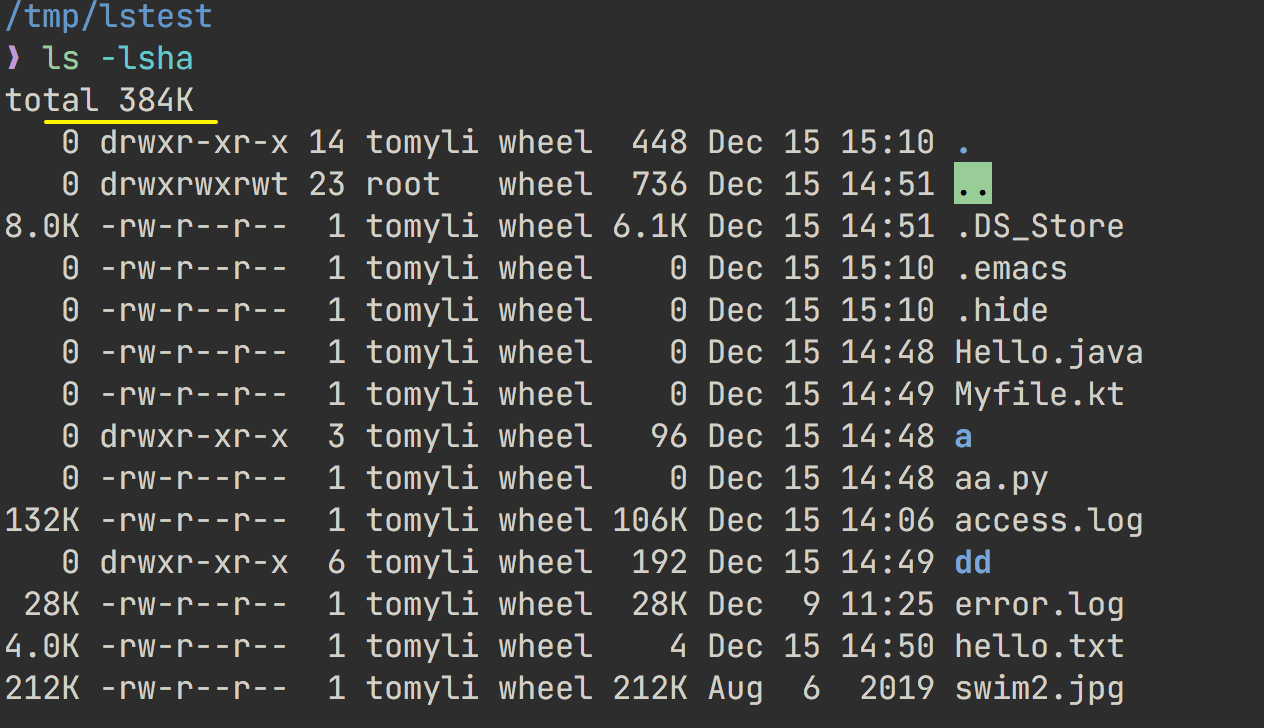 /tmp/lstest
❱ ls -lsha
total 384K
   0 drwxr-xr-x 14 tomyli wheel  448 Dec 15 15:10 .
   0 drwxrwxrwt 23 root   wheel  736 Dec 15 14:51 ..
8.0K -rw-r--r--  1 tomyli wheel 6.1K Dec 15 14:51 .DS_Store
   0 -rw-r--r--  1 tomyli wheel    0 Dec 15 15:10 .emacs
   0 -rw-r--r--  1 tomyli wheel    0 Dec 15 15:10 .hide
   0 -rw-r--r--  1 tomyli wheel    0 Dec 15 14:48 Hello.java
   0 -rw-r--r--  1 tomyli wheel    0 Dec 15 14:49 Myfile.kt
   0 drwxr-xr-x  3 tomyli wheel   96 Dec 15 14:48 a
   0 -rw-r--r--  1 tomyli wheel    0 Dec 15 14:48 aa.py
132K -rw-r--r--  1 tomyli wheel 106K Dec 15 14:06 access.log
   0 drwxr-xr-x  6 tomyli wheel  192 Dec 15 14:49 dd
 28K -rw-r--r--  1 tomyli wheel  28K Dec  9 11:25 error.log
4.0K -rw-r--r--  1 tomyli wheel    4 Dec 15 14:50 hello.txt
212K -rw-r--r--  1 tomyli wheel 212K Aug  6  2019 swim2.jpg